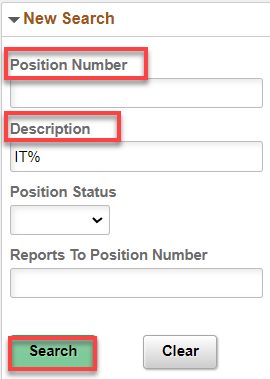 New Search
Position Number
Description
IT%
Position Status
Reports To Position Number
Search Clear